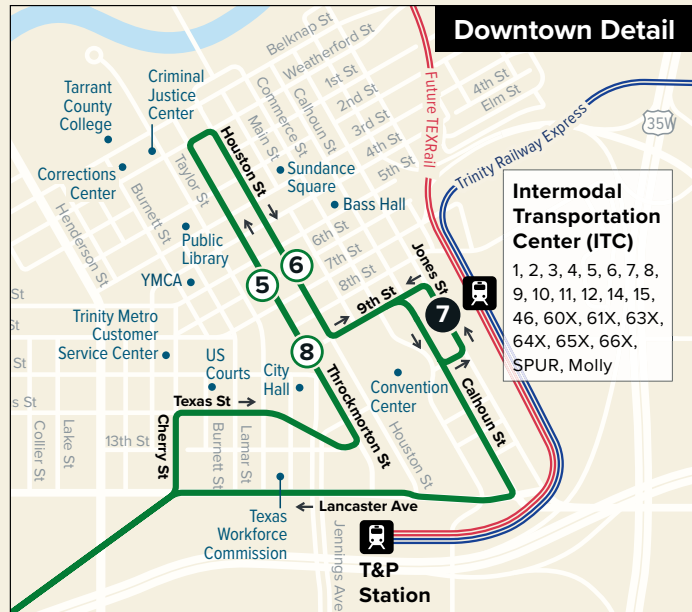 Downtown Detail
Belknap St
Weatherford St
1st St
2nd St
3rd St
4th St
5th St
Commerce St
Calhoun St
Main St
Houston St
Future TEXRail
4th St
Elm St
Trinity Railway Express
35W
Tarrant
County
College
Criminal
Justice
Center
Corrections
Center
Taylor St
Burnett St
Henderson St
Sundance
Square
Bass Hall
Public
Library
YMCA
6th St
7th St
8th St
6
5
8
7
Jones St
9th St
Intermodal
Transportation
Center (ITC)
1, 2, 3, 4, 5, 6, 7, 8,
9, 10, 11, 12, 14, 15,
46, 60X, 61X, 63X,
64X, 65X, 66X,
SPUR, Molly
St
Trinity Metro
Customer
Service Center
US
Courts
City
Hall
Convention
Center
Throckmorton St
Calhoun St
Houston St
Texas St
s St
Cherry St
13th St
Collier St
Lake St
Burnett St
Lamar St
Lancaster Ave
Texas
Workforce
Commission
Jennings Ave
T&P
Station